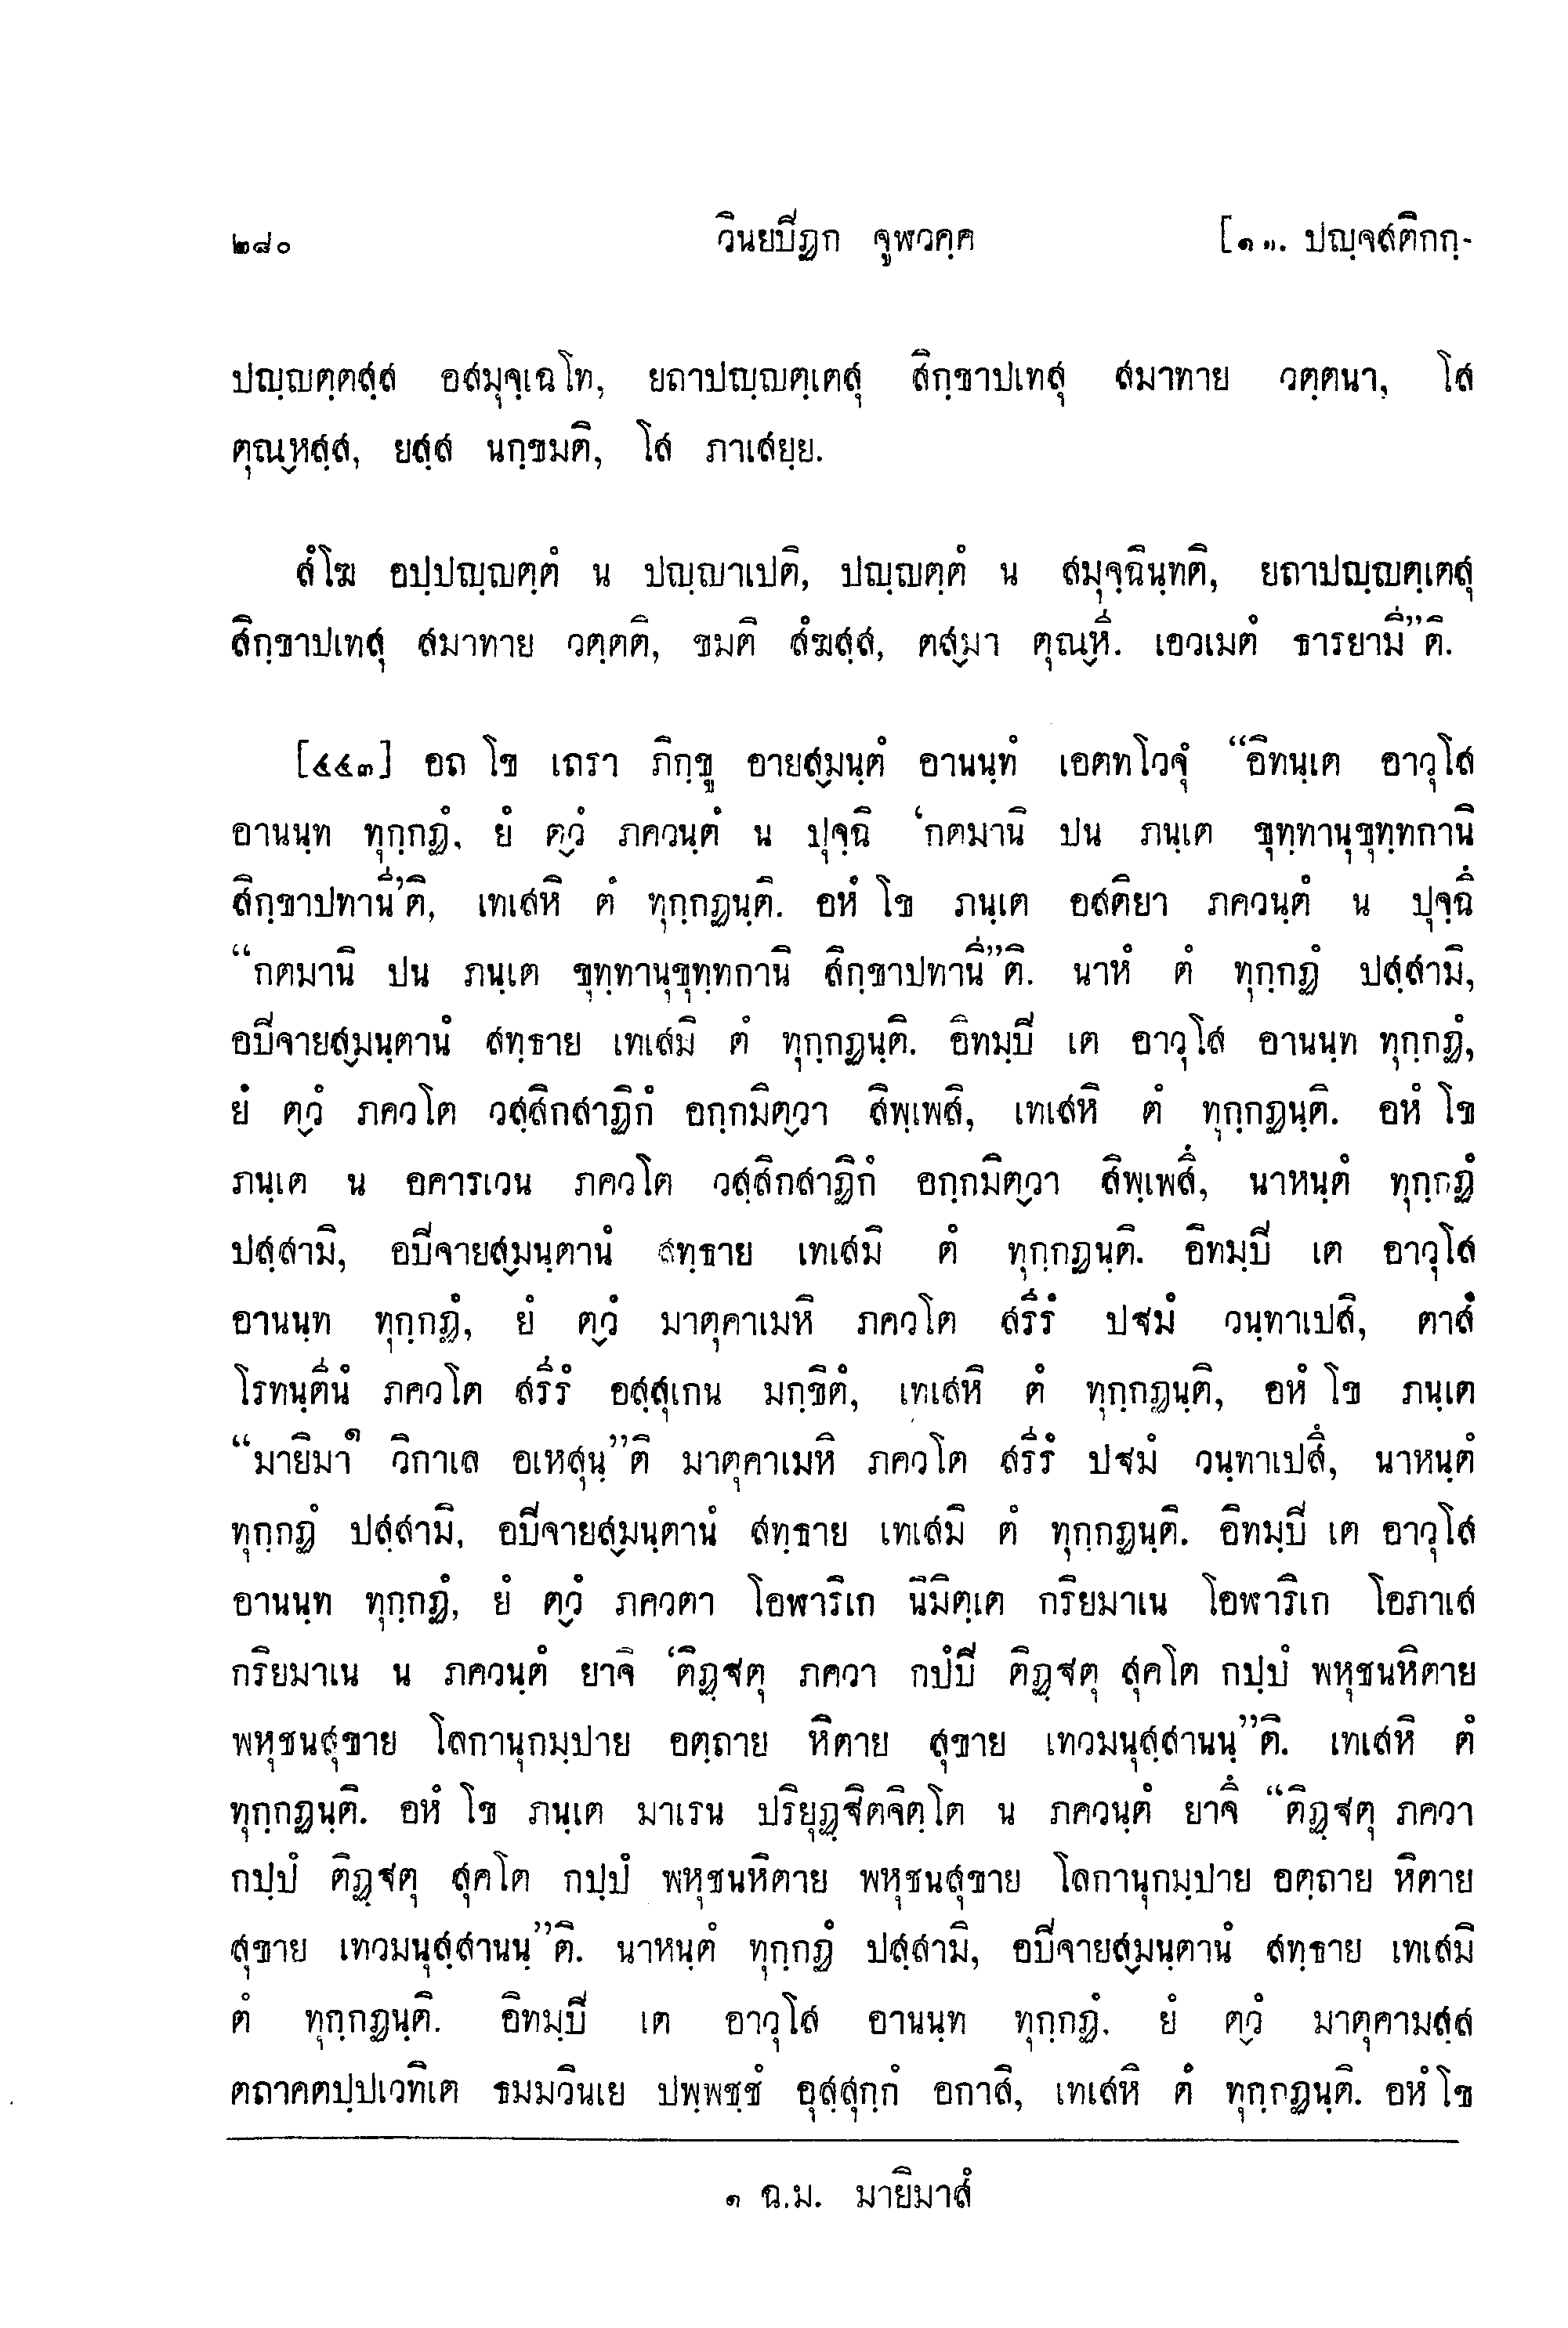 ๒๘๐ วินยปิฏก จูฬวคฺค [๑๑. ปญฺจสติกกฺ-
ปญฺญตฺตสฺส อสมุจฺเฉโท, ยถาปญฺญตฺเตสุ สิกฺขาปเทสุ สมาทาย วตฺตนา, โส
ตุณฺหสฺส, ยสฺส นกฺขมติ, โส ภาเสยฺย.
สํโฆ อปฺปญฺญตฺตํ น ปญฺญาเปติ, ปญฺญตฺตํ น สมุจฺฉินฺทติ, ยถาปญฺญตฺเตสุ
สิกฺขาปเทสุ สมาทาย วตฺตติ, ขมติ สํฆสฺส, ตสฺมา ตุณฺหี. เอวเมตํ ธารยามี”ติ.
[๔๔๓] อถ โข เถรา ภิกฺขู อายสฺมนฺตํ อานนฺทํ เอตทโวจุํ “อิทนฺเต อาวุโส
อานนฺท ทุกฺกฏํ, ยํ ตฺวํ ภควนฺตํ น ปุจฺฉิ ‘กตมานิ ปน ภนฺเต ขุทฺทานุขุทฺทกานิ
สิกฺขาปทานี’ติ, เทเสหิ ตํ ทุกฺกฏนฺติ. อหํ โข ภนฺเต อสติยา ภควนฺตํ น ปุจฺฉึ
“กตมานิ ปน ภนฺเต ขุทฺทานุขุทฺทกานิ สิกฺขาปทานี”ติ. นาหํ ตํ ทุกฺกฏํ ปสฺสามิ,
อปิจายสฺมนฺตานํ สทฺธาย เทเสมิ ตํ ทุกฺกฏนฺติ. อิทมฺปิ เต อาวุโส อานนฺท ทุกฺกฏํ,
ยํ ตฺวํ ภควโต วสฺสิกสาฏิกํ อกฺกมิตฺวา สิพฺเพสิ, เทเสหิ ตํ ทุกฺกฏนฺติ. อหํ โข
ภนฺเต น อคารเวน ภควโต วสฺสิกสาฏิกํ อกฺกมิตฺวา สิพฺเพสึ, นาหนฺตํ ทุกฺกฏํ
ปสฺสามิ, อปิจายสฺมนฺตานํ สทฺธาย เทเสมิ ตํ ทุกฺกฏนฺติ. อิทมฺปิ เต อาวุโส
อานนฺท ทุกฺกฏํ, ยํ ตฺวํ มาตุคาเมหิ ภควโต สรีรํ ปฐมํ วนฺทาเปสิ, ตาสํ
โรทนฺตีนํ ภควโต สรีรํ อสฺสุเกน มกฺขิตํ, เทเสหิ ตํ ทุกฺกฏนฺติ, อหํ โข ภนฺเต
“มายิมา๑ วิกาเล อเหสุนฺ”ติ มาตุคาเมหิ ภควโต สรีรํ ปฐมํ วนฺทาเปสึ, นาหนฺตํ
ทุกฺกฏํ ปสฺสามิ, อปิจายสฺมนฺตานํ สทฺธาย เทเสมิ ตํ ทุกฺกฏนฺติ. อิทมฺปิ เต อาวุโส
อานนฺท ทุกฺกฏํ, ยํ ตฺวํ ภควตา โอฬาริเก นิมิตฺเต กริยมาเน โอฬาริเก โอภาเส
กริยมาเน น ภควนฺตํ ยาจิ ‘ติฏฺฐตุ ภควา กปํปิ ติฏฺฐตุ สุคโต กปฺปํ พหุชนหิตาย
พหุชนสุขาย โลกานุกมฺปาย อตฺถาย หิตาย สุขาย เทวมนุสฺสานนฺ”ติ. เทเสหิ ตํ
ทุกฺกฏนฺติ. อหํ โข ภนฺเต มาเรน ปริยุฏฺฐิตจิตฺโต น ภควนฺตํ ยาจึ “ติฏฺฐตุ ภควา
กปฺปํ ติฏฺฐตุ สุคโต กปฺปํ พหุชนหิตาย พหุชนสุขาย โลกานุกมฺปาย อตฺถาย หิตาย
สุขาย เทวมนุสฺสานนฺ”ติ. นาหนฺตํ ทุกฺกฏํ ปสฺสามิ, อปิจายสฺมนฺตานํ สทฺธาย เทเสมิ
ตํ ทุกฺกฏนฺติ. อิทมฺปิ เต อาวุโส อานนฺท ทุกฺกฏํ. ยํ ตฺวํ มาตุคามสฺส
ตถาคตปฺปเวทิเต ธมมวินเย ปพฺพชฺชํ อุสฺสุกฺกํ อกาสิ, เทเสหิ ตํ ทุกฺกฏนฺติ. อหํ โข
๑ ฉ.ม. มายิมาสํ